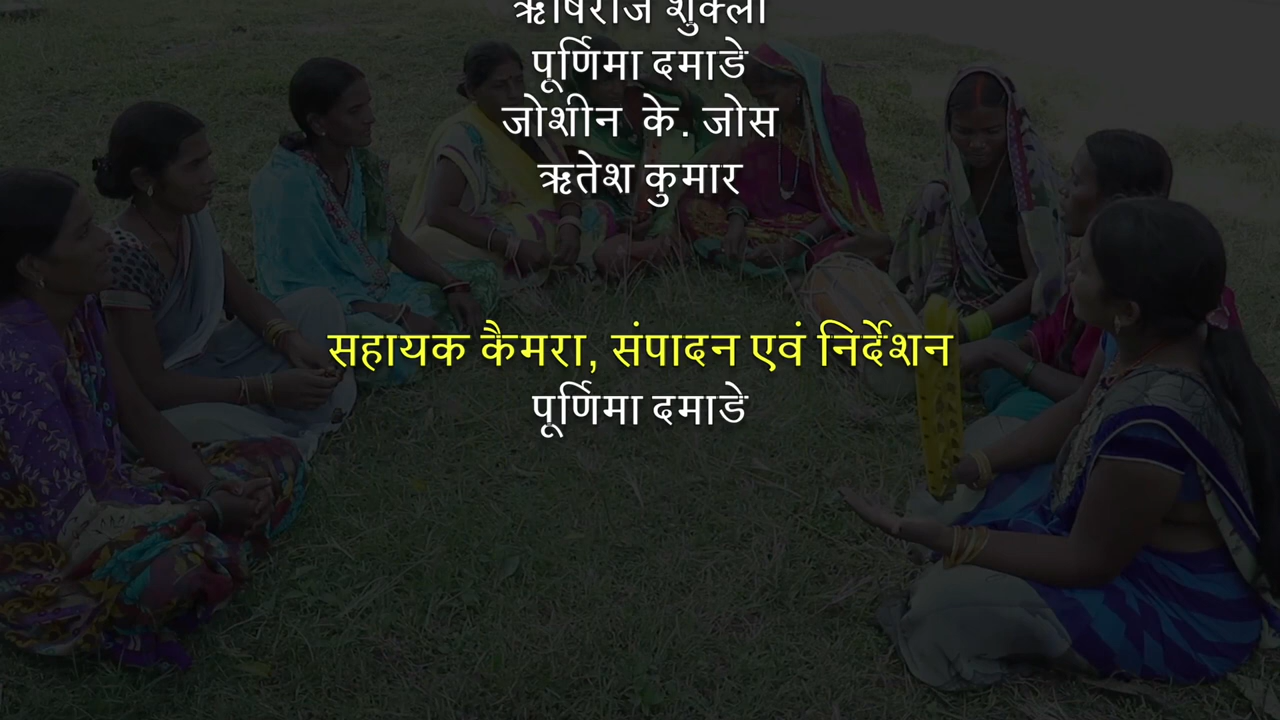 ऋषिराज शुक्ला
पूर्णिमा दमाडे
जोशीन के. जोस
ऋतेश कुमार
सहायक कैमरा, संपादन एवं निर्देशन
पूर्णिमा दमाडे